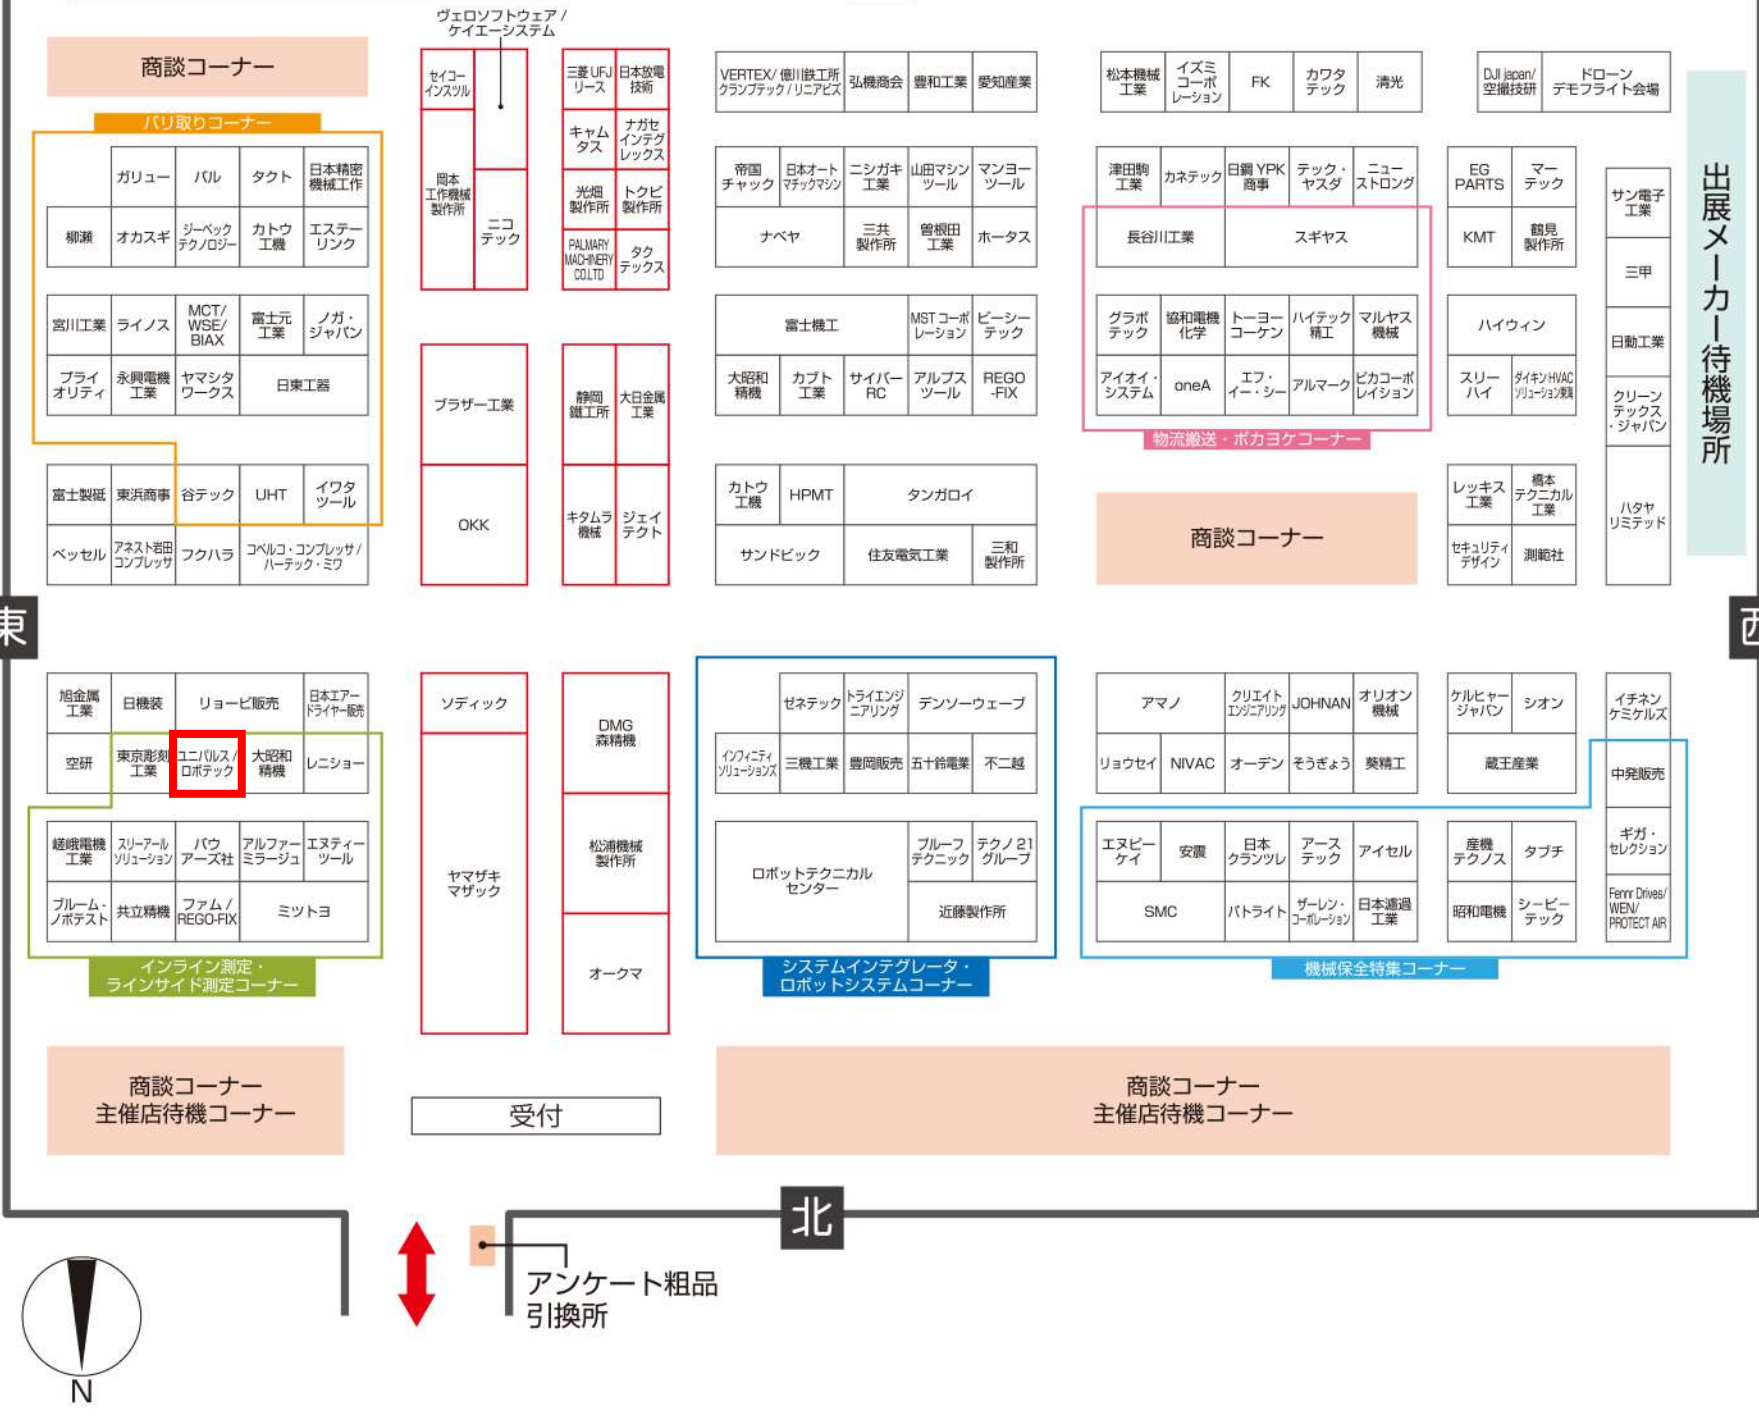 ヴェロソフトウェア /
ケイエーシステム
商談コーナー
バリ取りコーナー
ガリュー
バル
タクト
日本精密
機械工作
柳瀬
オカスギ
ジーベック
テクノロジー
カトウ
工機
エステー
リンク
宮川工業
ライノス
MCT/
WSE/
BIAX
富士元
工業
ノガ・
ジャパン
プライ
オリティ
永興電機
工業
ヤマシタ
ワークス
日東工器
富士製砥
東浜商事
谷テック
UHT
イワタ
ツール
ベッセル
アネスト岩田
コンプレッサ
フクハラ
コベルコ・コンプレッサ /
ハーテック・ミワ
セイコー
インスツル
岡本
工作機械
製作所
ニコ
テック
三菱UFJ
リース
日本放電
技術
キャム
タス
ナガセ
インテグ
レックス
光畑
製作所
トクピ
製作所
PALMARY
MACHINERY
CO.LTD
タク
テックス
ブラザー工業
静岡
鐵工所
大日金属
工業
OKK
キタムラ
機械
ジェイ
テクト
VERTEX/ 億川鉄工所
クランプテック / リニアビズ
弘機商会
豊和工業
愛知産業
帝国
チャック
日本オート
マチックマシン
ニシガキ
工業
山田マシン
ツール
マンヨー
ツール
ナベヤ
三共
製作所
曽根田
工業
ホータス
富士機工
MSTコーポ
レーション
ビーシー
テック
大昭和
精機
カブト
工業
サイバー
RC
アルプス
ツール
REGO
-FIX
カトウ
工機
HPMT
タンガロイ
サンドビック
住友電気工業
三和
製作所
松本機械
工業
イズミ
コーポ
レーション
FK
カワタ
テック
清光
津田駒
工業
カネテック
日鋼YPK
商事
テック・
ヤスダ
ニュー
ストロング
長谷川工業
スギヤス
グラボ
テック
協和電機
化学
トーヨー
コーケン
ハイテック
精工
マルヤス
機械
アイオイ・
システム
oneA
エフ・
イー・シー
アルマーク
ピカコーポ
レイション
物流搬送・ポカヨケコーナー
商談コーナー
DJI japan/
空撮技研
ドローン
デモフライト会場
EG
PARTS
マー
テック
KMT
鶴見
製作所
ハイウィン
スリー
ハイ
ダイキンHVAC
ソリューション東海
レッキス
工業
橋本
テクニカル
工業
セキュリティ
デザイン
測範社
サン電子
工業
三甲
日動工業
クリーン
テックス
・ジャパン
ハタヤ
リミテッド
出展メーカー待機場所
東
西
旭金属
工業
日機装
リョービ販売
日本エアー
ドライヤー販売
空研
東京彫刻
工業
ユニパルス /
ロボテック
大昭和
精機
レニショー
嵯峨電機
工業
スリーアール
ソリューション
バウ
アーズ社
アルファー
ミラージュ
エヌティー
ツール
ブルーム・
ノボテスト
共立精機
ファム /
REGO-FIX
ミツトヨ
インライン測定・
ラインサイド測定コーナー
ソディック
ヤマザキ
マザック
DMG
森精機
松浦機械
製作所
オークマ
ゼネテック
トライエンジ
ニアリング
デンソーウェーブ
インフィニティ
ソリューションズ
三機工業
豊岡販売
五十鈴電業
不二越
ロボットテクニカル
センター
ブルーフ
テクニック
テクノ21
グループ
近藤製作所
システムインテグレータ・
ロボットシステムコーナー
アマノ
クリエイト
エンジニアリング
JOHNAN
オリオン
機械
リョウセイ
NIVAC
オーデン
そうぎょう
葵精工
エヌピー
ケイ
安震
日本
クランツレ
アース
テック
アイセル
SMC
パトライト
ザーレン・
コーポレーション
日本濾過
工業
機械保全特集コーナー
ケルヒャー
ジャパン
シオン
蔵王産業
産機
テクノス
タブチ
昭和電機
シービー
テック
イチネン
ケミケルズ
中発販売
ギガ・
セレクション
Fennr Drives/
WEN/
PROTECT AIR
商談コーナー
主催店待機コーナー
受付
商談コーナー
主催店待機コーナー
北
アンケート粗品
引換所
N